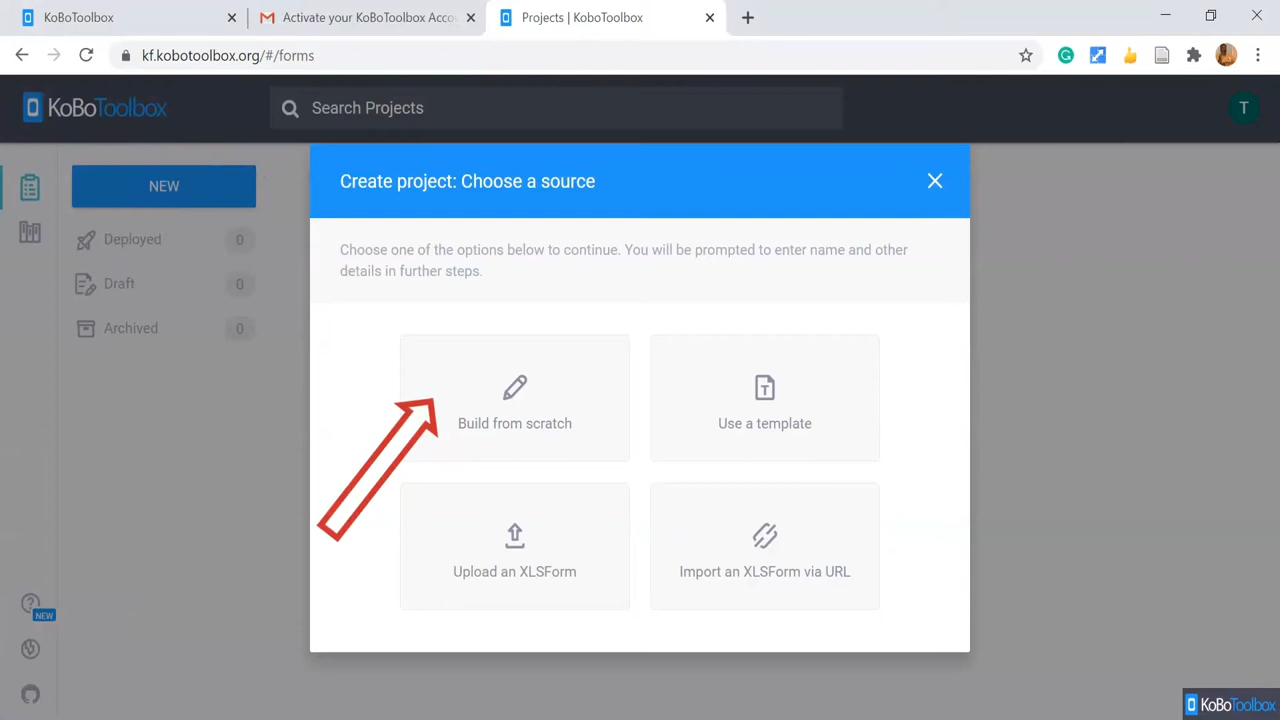 KoBoToolbox
Activate your KoBoToolbox Acco
Projects | KoboToolbox
kf.kobotoolbox.org/#/forms
KoBoToolbox
Search Projects
T
NEW
Deployed 0
Draft 0
Archived 0
NEW
Create project: Choose a source
Choose one of the options below to continue. You will be prompted to enter name and other
details in further steps.
Build from scratch
Use a template
Upload an XLSForm
Import an XLSForm via URL
KoBoToolbox